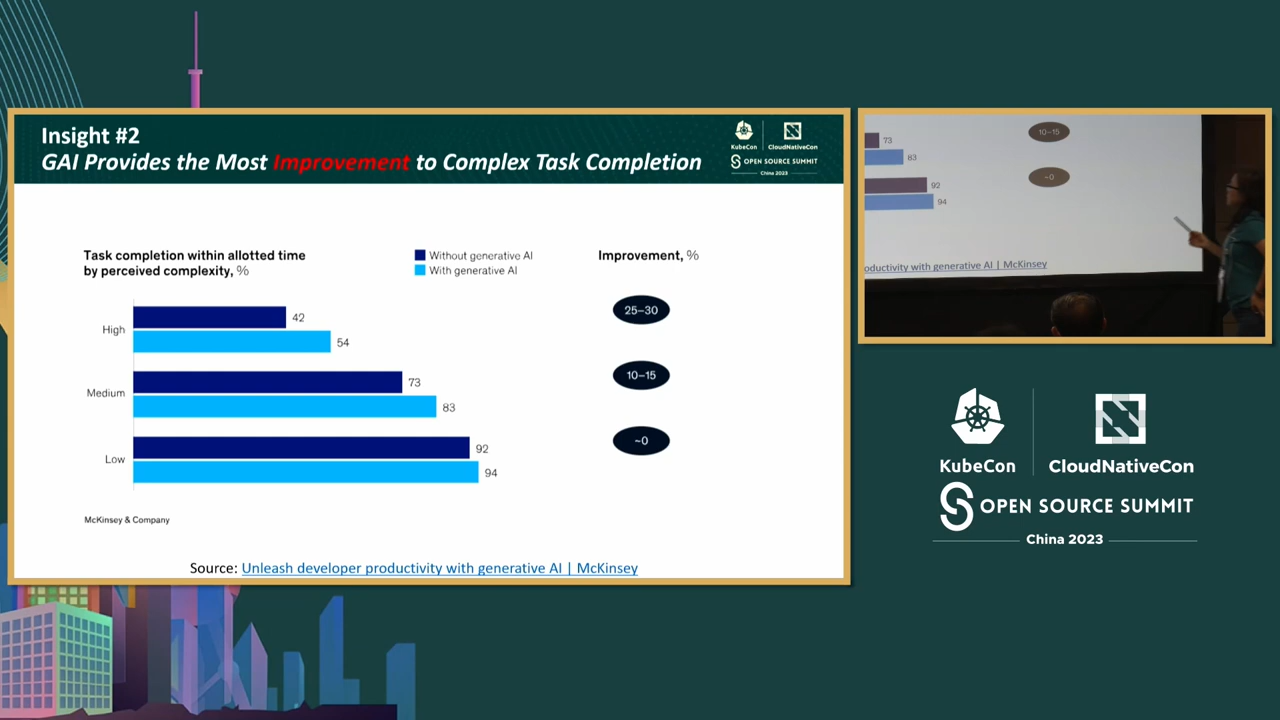 Insight #2
GAI Provides the Most Improvement to Complex Task Completion
KubeCon
CloudNativeCon
OPEN SOURCE SUMMIT
China 2023
Task completion within allotted time
by perceived complexity, %
Without generative AI
With generative AI
Improvement, %
High
42
54
25–30
Medium
73
83
10–15
Low
92
94
~0
McKinsey & Company
Source: Unleash developer productivity with generative AI | McKinsey
73
83
10–15
92
94
~0
oductivity with generative AI | McKinsey
KubeCon
CloudNativeCon
OPEN SOURCE SUMMIT
China 2023